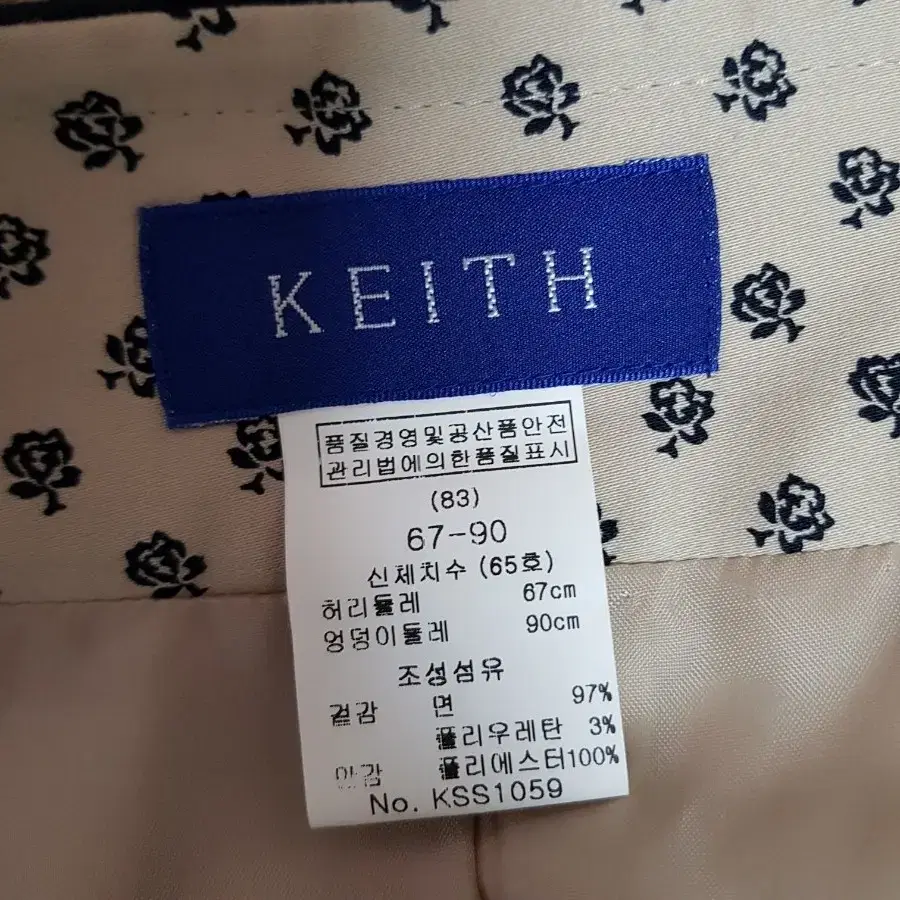 KEITH
품질경영및공산품안전
관리법에의한품질표시
(83)
67-90
신체치수 (65호)
허리둘레 67cm
엉덩이둘레 90cm
조성섬유
겉감 면 97%
폴리우레탄 3%
안감 폴리에스터100%
No. KSS1059